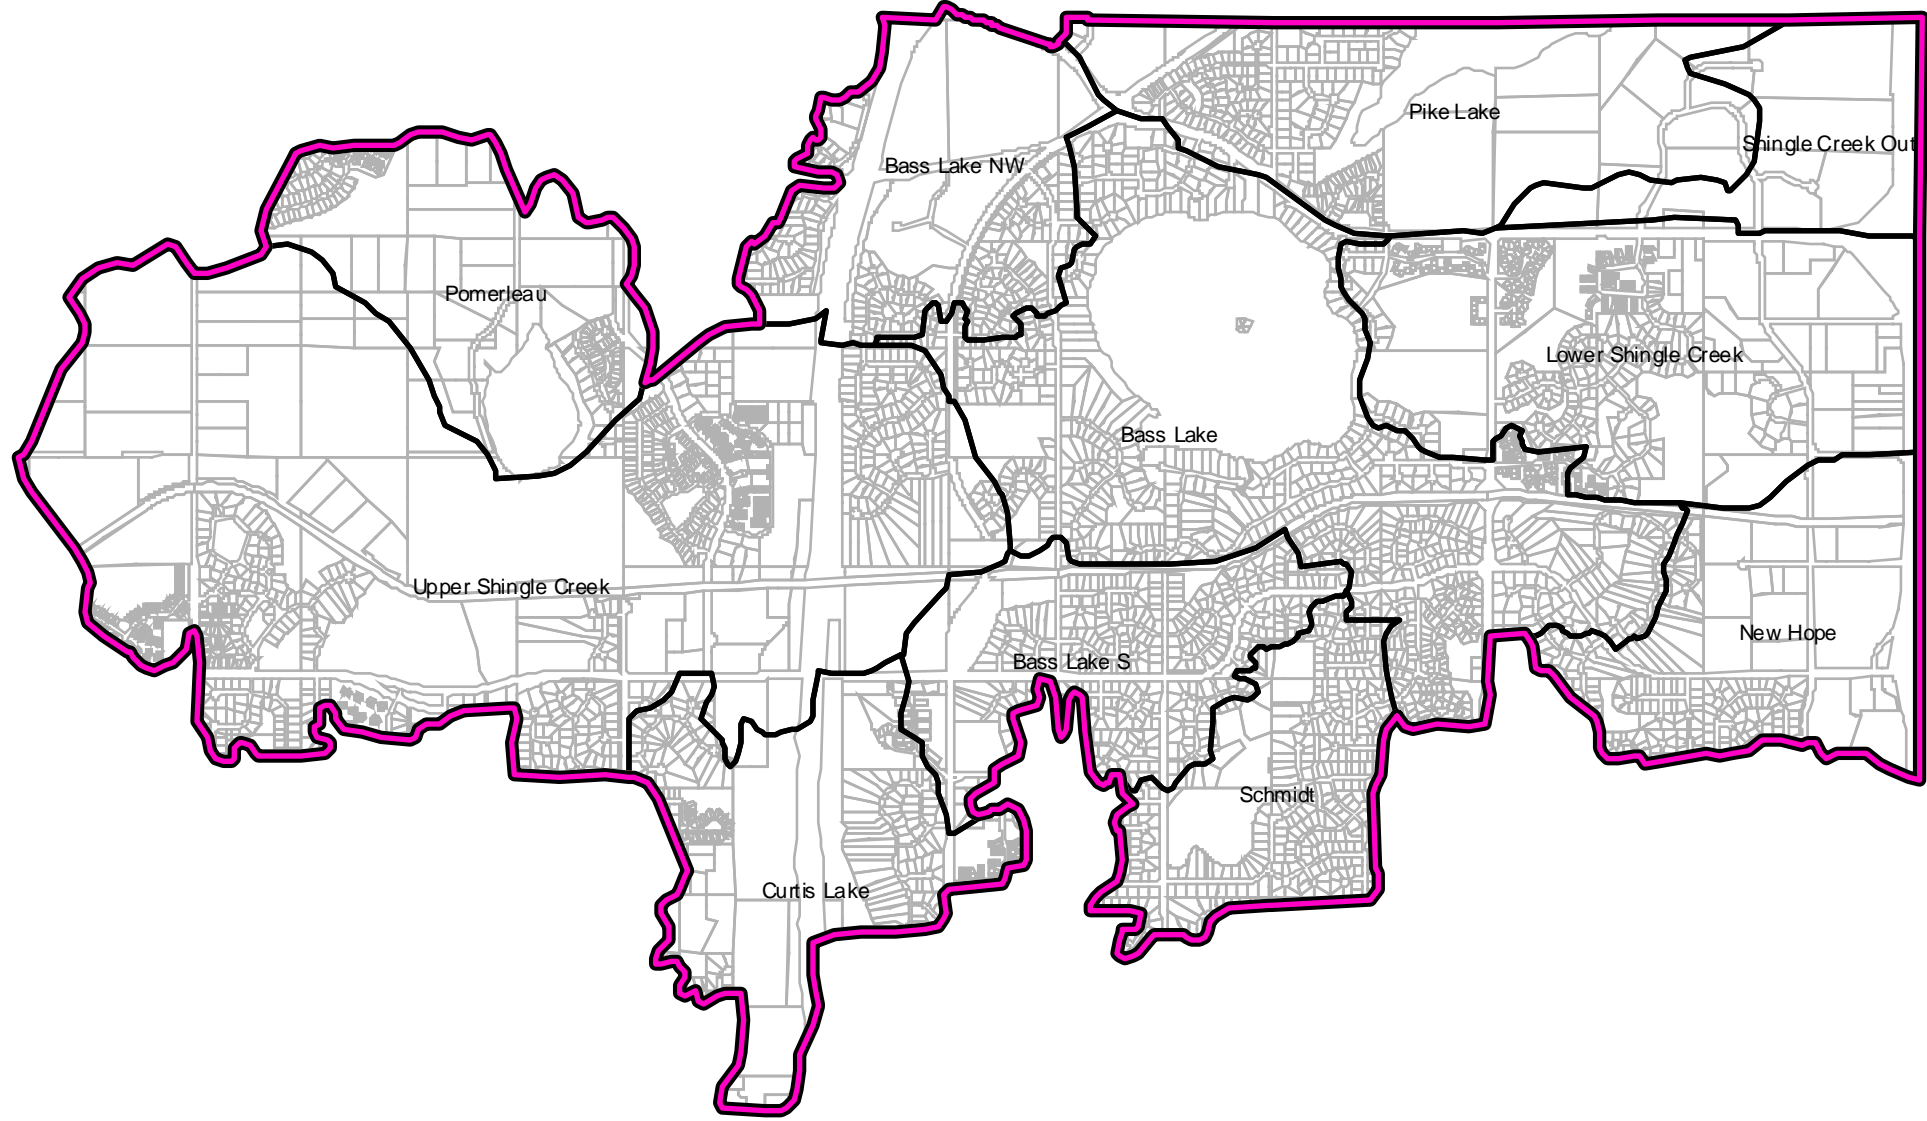 Pike Lake
Shingle Creek Out
Bass Lake NW
Pomerleau
Lower Shingle Creek
Bass Lake
Upper Shingle Creek
New Hope
Bass Lake S
Schmidt
Curtis Lake